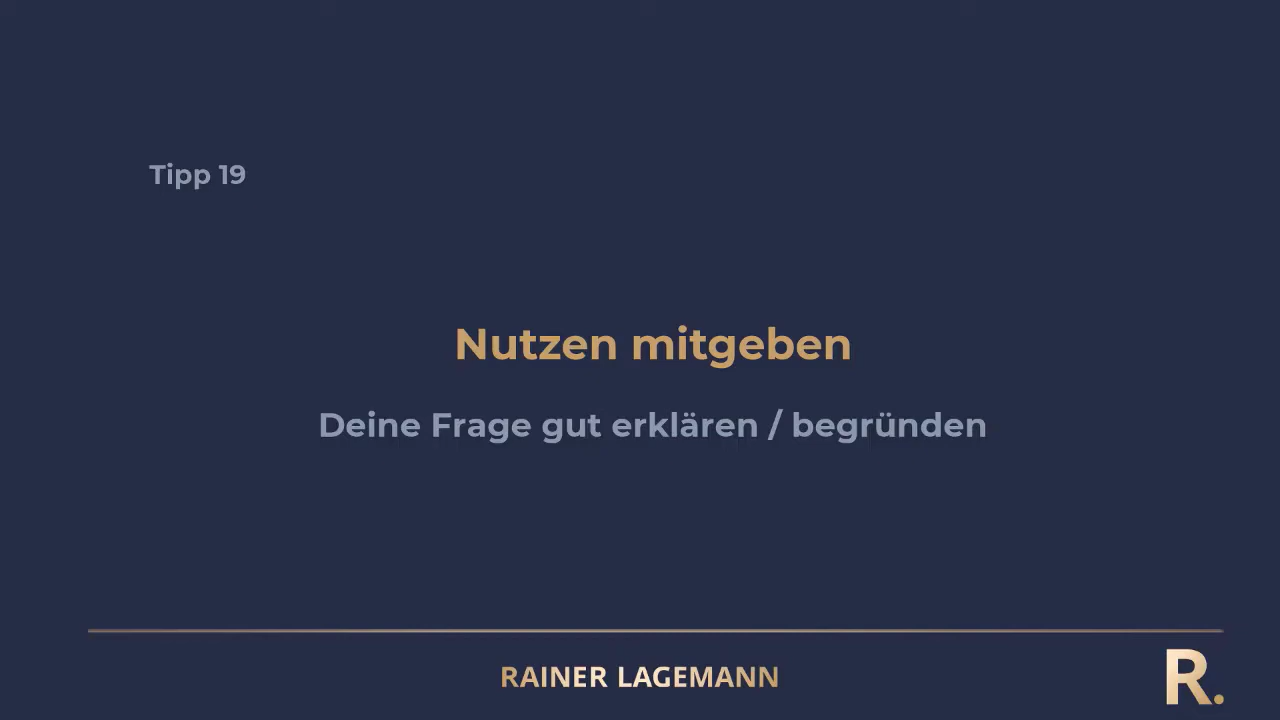 Tipp 19
Nutzen mitgeben
Deine Frage gut erklären / begründen
RAINER LAGEMANN
R.